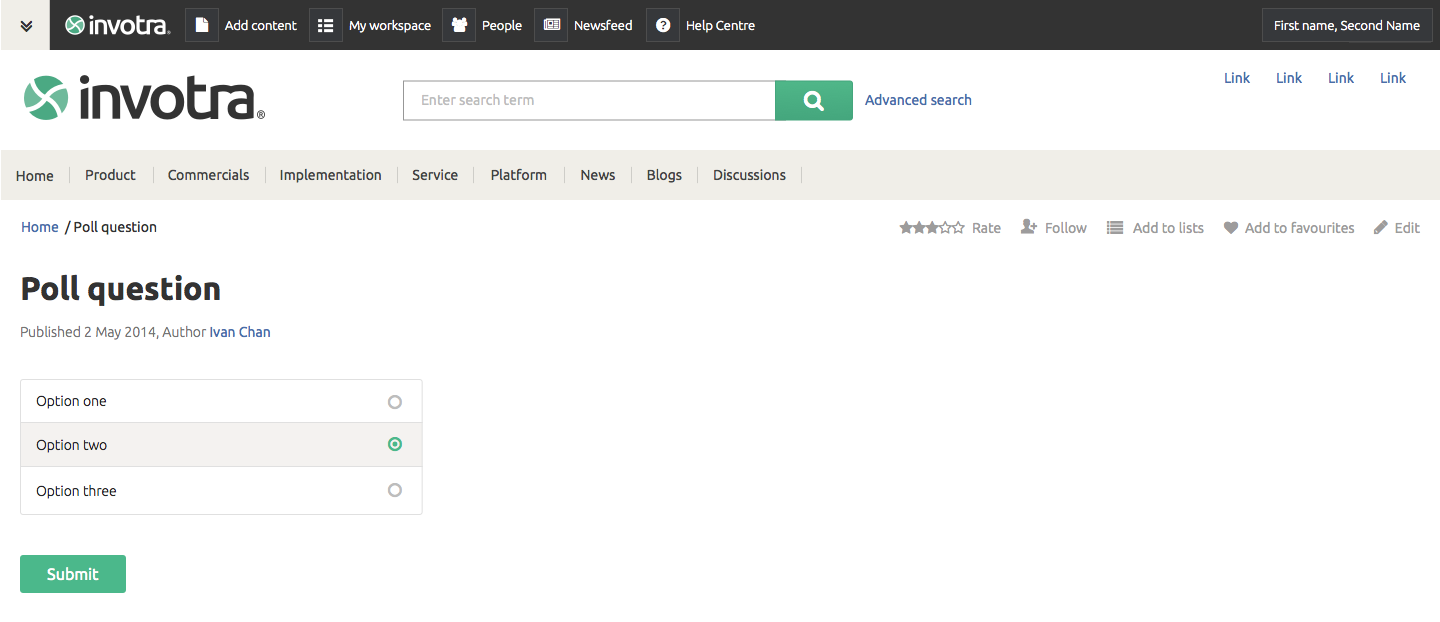 invotra® Add content My workspace People Newsfeed Help Centre First name, Second Name
Link Link Link Link
invotra®
Enter search term Advanced search
Home Product Commercials Implementation Service Platform News Blogs Discussions
Home / Poll question Rate Follow Add to lists Add to favourites Edit
Poll question
Published 2 May 2014, Author Ivan Chan
Option one
Option two
Option three
Submit